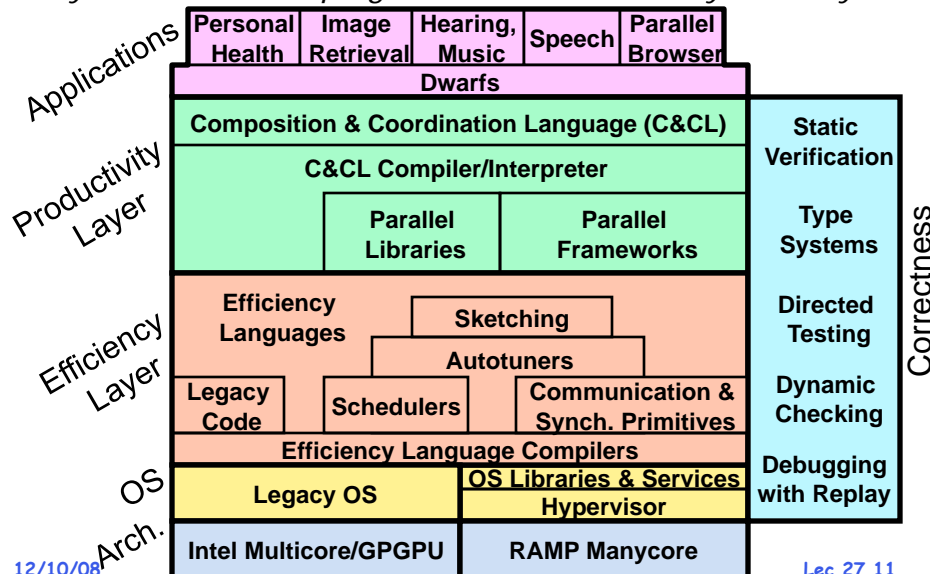 Applications
Personal Health
Image Retrieval
Hearing, Music
Speech
Parallel Browser
Dwarfs
Productivity Layer
Composition & Coordination Language (C&CL)
C&CL Compiler/Interpreter
Parallel Libraries
Parallel Frameworks
Efficiency Layer
Efficiency Languages
Sketching
Autotuners
Legacy Code
Schedulers
Communication & Synch. Primitives
Efficiency Language Compilers
OS
Legacy OS
OS Libraries & Services
Hypervisor
Arch.
Intel Multicore/GPGPU
RAMP Manycore
Static Verification
Type Systems
Directed Testing
Dynamic Checking
Debugging with Replay
Correctness
12/10/08
Lec 27.11